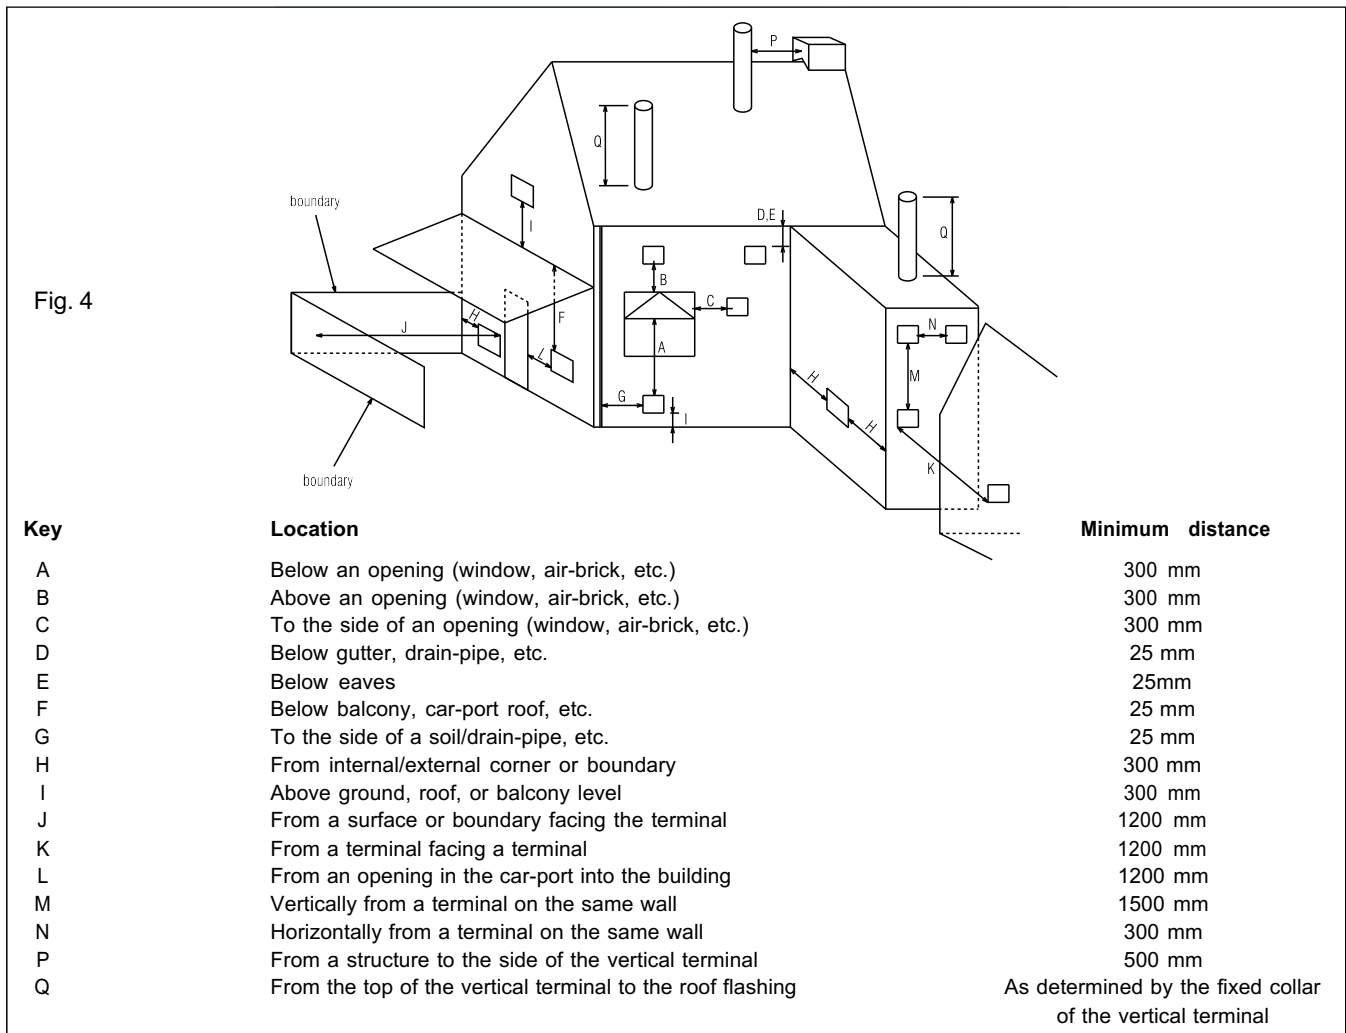 P
Q
boundary
D,E
Q
I
B
Fig. 4
C
H
F
N
J
A
L
M
H
G
I
H
K
boundary
Key Location Minimum distance
A Below an opening (window, air-brick, etc.) 300 mm
B Above an opening (window, air-brick, etc.) 300 mm
C To the side of an opening (window, air-brick, etc.) 300 mm
D Below gutter, drain-pipe, etc. 25 mm
E Below eaves 25mm
F Below balcony, car-port roof, etc. 25 mm
G To the side of a soil/drain-pipe, etc. 25 mm
H From internal/external corner or boundary 300 mm
I Above ground, roof, or balcony level 300 mm
J From a surface or boundary facing the terminal 1200 mm
K From a terminal facing a terminal 1200 mm
L From an opening in the car-port into the building 1200 mm
M Vertically from a terminal on the same wall 1500 mm
N Horizontally from a terminal on the same wall 300 mm
P From a structure to the side of the vertical terminal 500 mm
Q From the top of the vertical terminal to the roof flashing As determined by the fixed collar
of the vertical terminal